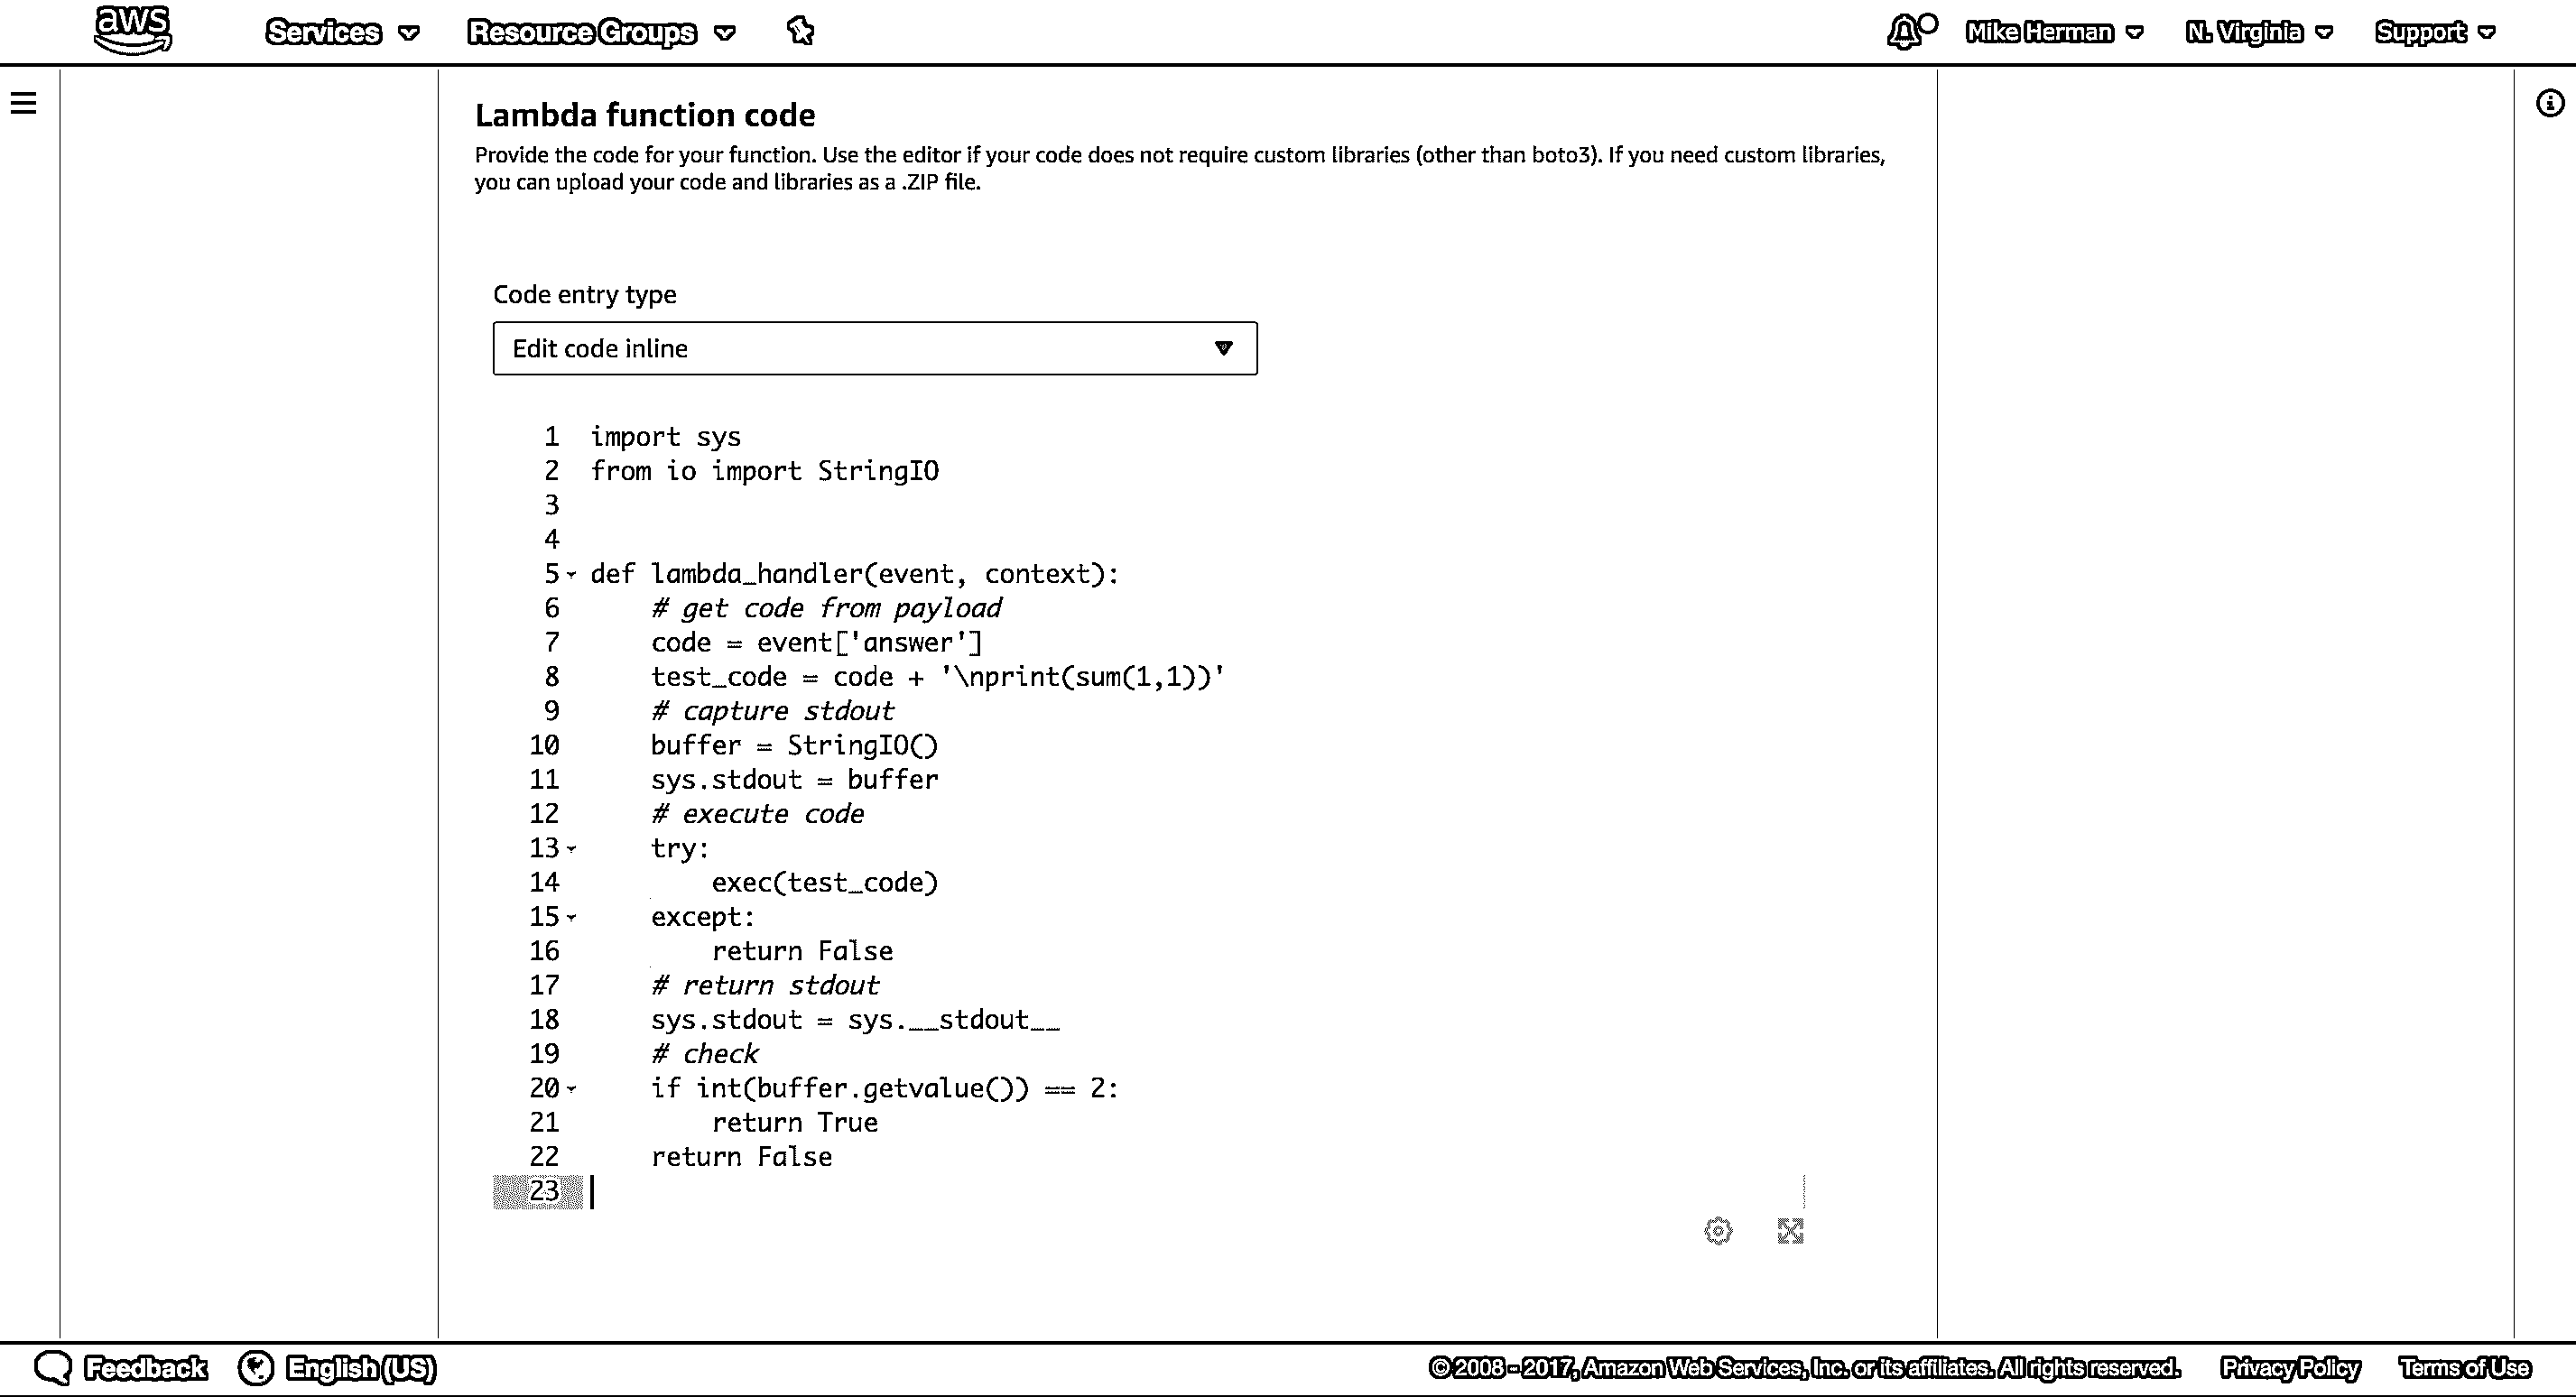 aws Services Resource Groups Mike Herman N. Virginia Support
Lambda function code
Provide the code for your function. Use the editor if your code does not require custom libraries (other than boto3). If you need custom libraries,
you can upload your code and libraries as a .ZIP file.
Code entry type
Edit code inline
1 import sys
2 from io import StringIO
3
4
5 def lambda_handler(event, context):
6     # get code from payload
7     code = event['answer']
8     test_code = code + '\nprint(sum(1,1))'
9     # capture stdout
10     buffer = StringIO()
11     sys.stdout = buffer
12     # execute code
13     try:
14         exec(test_code)
15     except:
16         return False
17     # return stdout
18     sys.stdout = sys.__stdout__
19     # check
20     if int(buffer.getvalue()) == 2:
21         return True
22     return False
23
Feedback English (US) © 2008 - 2017, Amazon Web Services, Inc. or its affiliates. All rights reserved. Privacy Policy Terms of Use